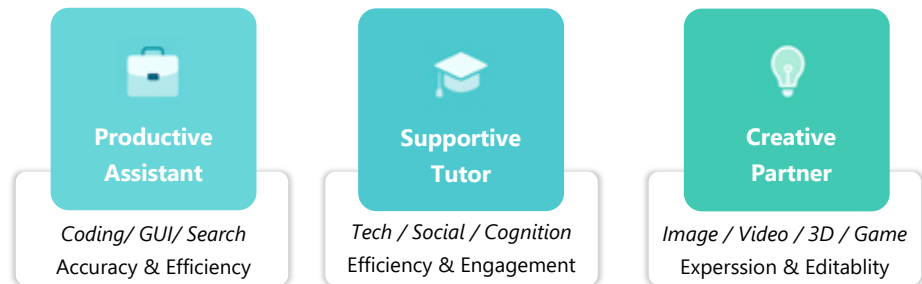 Productive
Assistant
Coding/ GUI/ Search
Accuracy & Efficiency
Supportive
Tutor
Tech / Social / Cognition
Efficiency & Engagement
Creative
Partner
Image / Video / 3D / Game
Experssion & Editablity